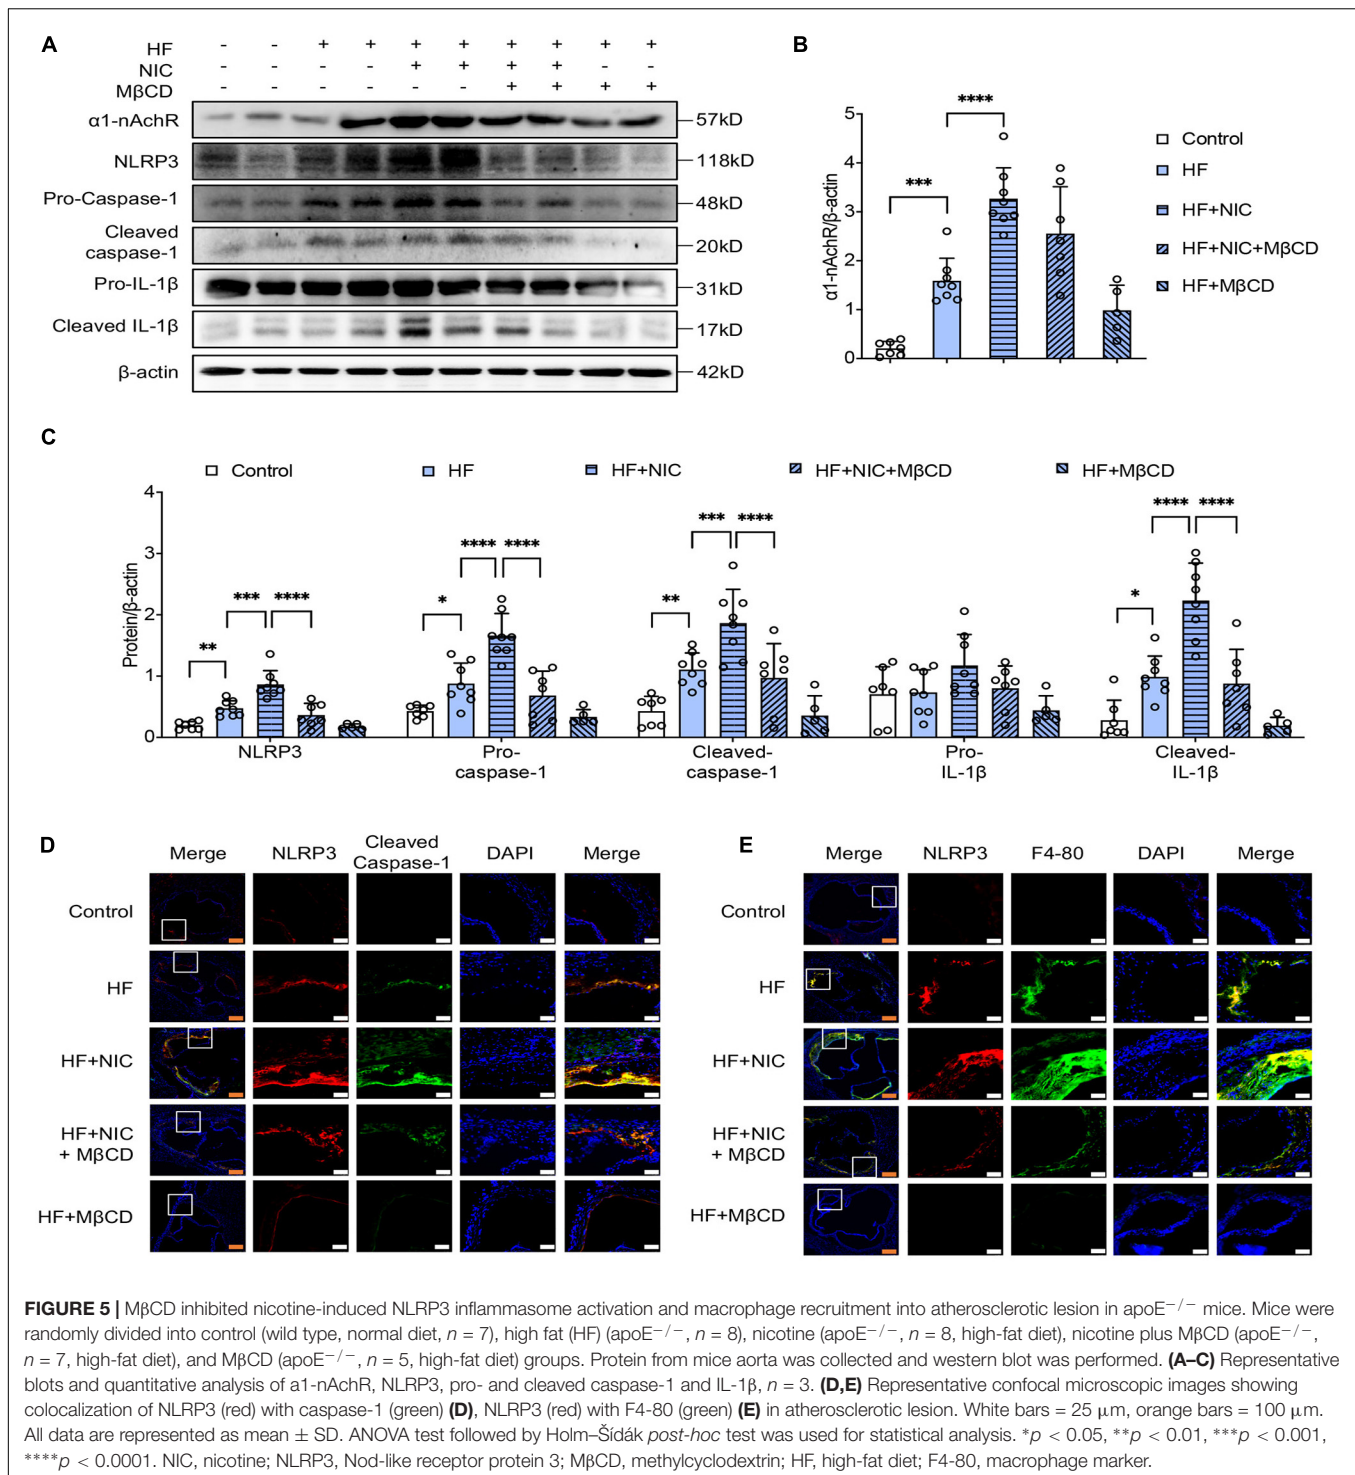 A
HF - - + + + + + + + +
NIC - - - - + + + + - -
MβCD - - - - - - + + + +
α1-nAchR 57kD
NLRP3 118kD
Pro-Caspase-1 48kD
Cleaved
caspase-1 20kD
Pro-IL-1β 31kD
Cleaved IL-1β 17kD
β-actin 42kD
B
α1-nAchR/β-actin
5
4
3
2
1
0
***
****
Control
HF
HF+NIC
HF+NIC+MβCD
HF+MβCD
C
Control HF HF+NIC HF+NIC+MβCD HF+MβCD
Protein/β-actin
4
3
2
1
0
** *** ****
* **** ****
** *** ****
* **** ****
NLRP3 Pro- Cleaved- Pro- Cleaved-
caspase-1 caspase-1 IL-1β IL-1β
D
Merge NLRP3 Cleaved Caspase-1 DAPI Merge
Control
HF
HF+NIC
HF+NIC
+ MβCD
HF+MβCD
E
Merge NLRP3 F4-80 DAPI Merge
Control
HF
HF+NIC
HF+NIC
+ MβCD
HF+MβCD
FIGURE 5 | MβCD inhibited nicotine-induced NLRP3 inflammasome activation and macrophage recruitment into atherosclerotic lesion in apoE−/− mice. Mice were
randomly divided into control (wild type, normal diet, n = 7), high fat (HF) (apoE−/−, n = 8), nicotine (apoE−/−, n = 8, high-fat diet), nicotine plus MβCD (apoE−/−,
n = 7, high-fat diet), and MβCD (apoE−/−, n = 5, high-fat diet) groups. Protein from mice aorta was collected and western blot was performed. (A–C) Representative
blots and quantitative analysis of a1-nAchR, NLRP3, pro- and cleaved caspase-1 and IL-1β, n = 3. (D,E) Representative confocal microscopic images showing
colocalization of NLRP3 (red) with caspase-1 (green) (D), NLRP3 (red) with F4-80 (green) (E) in atherosclerotic lesion. White bars = 25 μm, orange bars = 100 μm.
All data are represented as mean ± SD. ANOVA test followed by Holm–Šídák post-hoc test was used for statistical analysis. *p < 0.05, **p < 0.01, ***p < 0.001,
****p < 0.0001. NIC, nicotine; NLRP3, Nod-like receptor protein 3; MβCD, methylcyclodextrin; HF, high-fat diet; F4-80, macrophage marker.